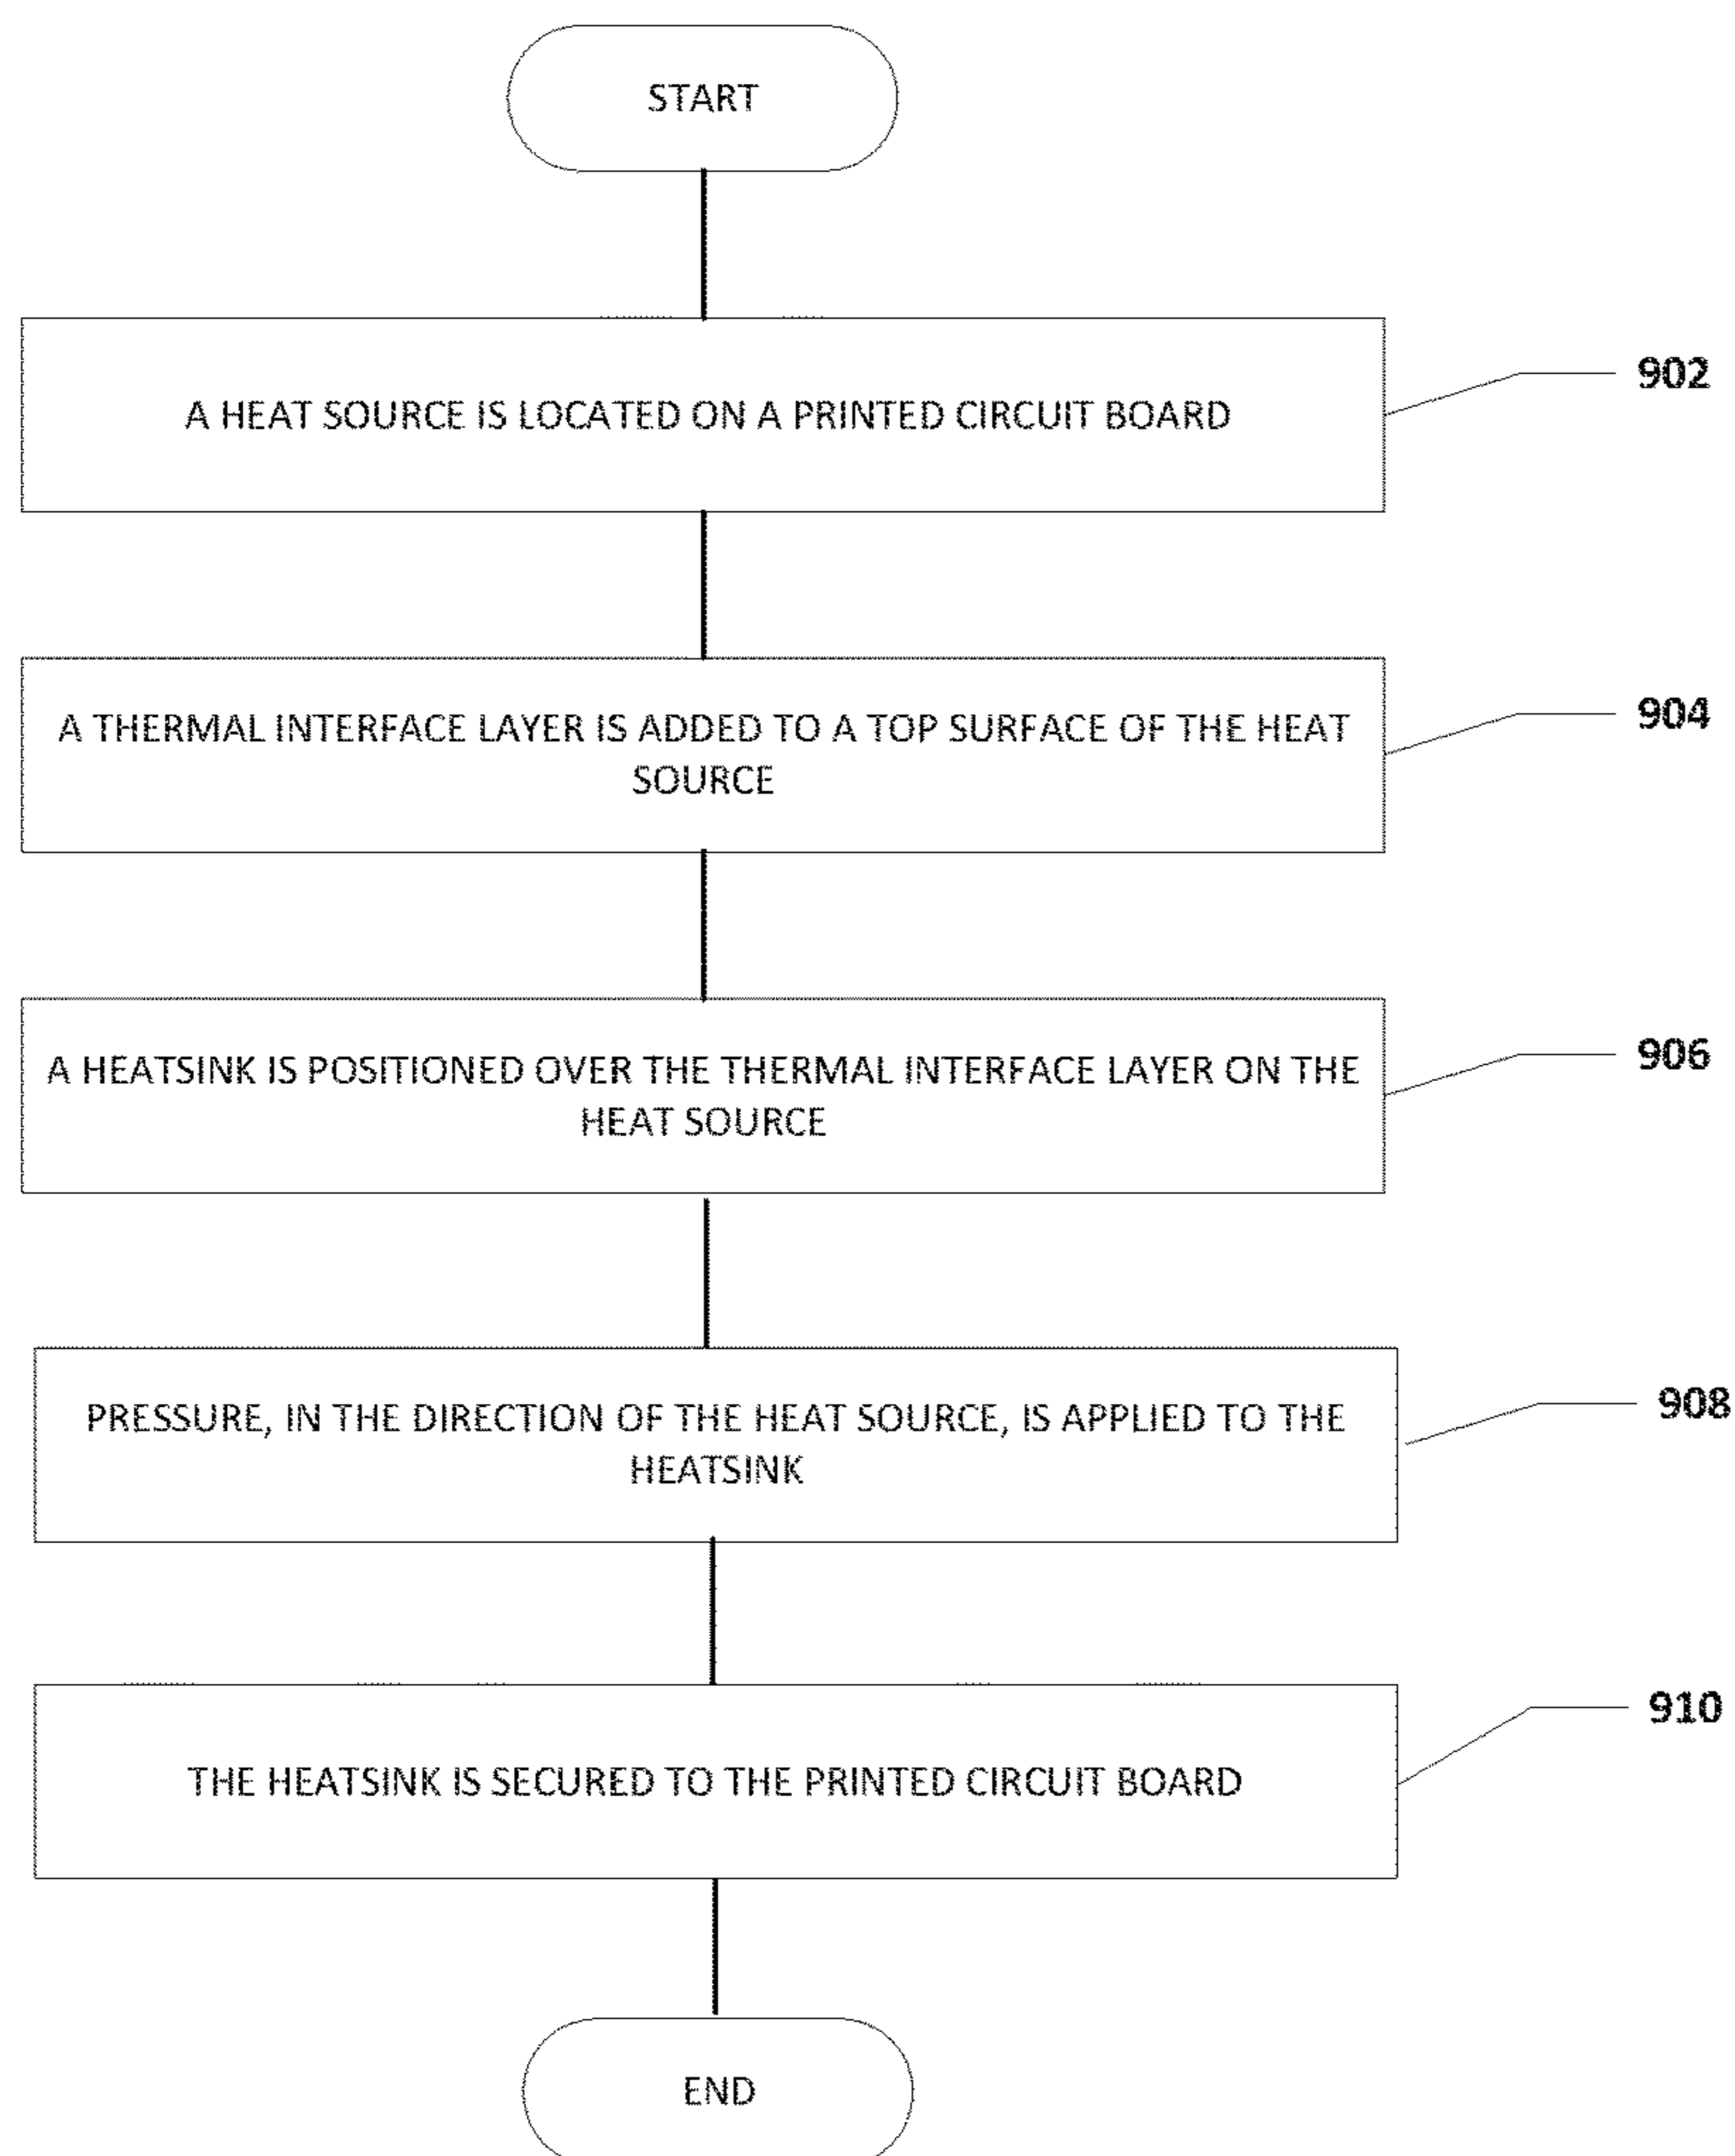 START
A HEAT SOURCE IS LOCATED ON A PRINTED CIRCUIT BOARD
902
A THERMAL INTERFACE LAYER IS ADDED TO A TOP SURFACE OF THE HEAT
SOURCE
904
A HEATSINK IS POSITIONED OVER THE THERMAL INTERFACE LAYER ON THE
HEAT SOURCE
906
PRESSURE, IN THE DIRECTION OF THE HEAT SOURCE, IS APPLIED TO THE
HEATSINK
908
THE HEATSINK IS SECURED TO THE PRINTED CIRCUIT BOARD
910
END